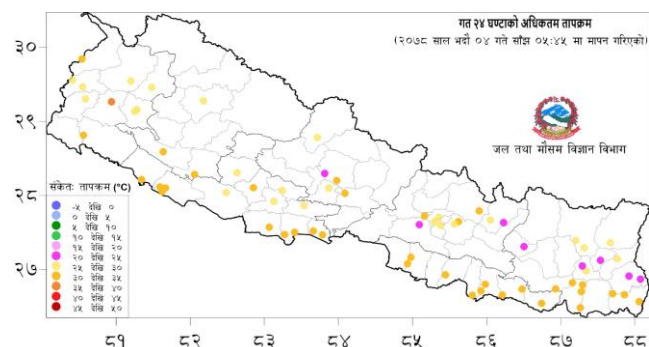 गत २४ घण्टाको अधिकतम तापक्रम
(२०७८ साल भदौ ०४ गते साँझ ०५:४५ मा मापन गरिएको)
जल तथा मौसम विज्ञान विभाग
३०
२९
२८
२७
संकेतः तापक्रम (°C)
-५ देखि ०
० देखि ५
५ देखि १०
१० देखि १५
१५ देखि २०
२० देखि २५
२५ देखि ३०
३० देखि ३५
३५ देखि ४०
४० देखि ४५
४५ देखि ५०
८१ ८२ ८३ ८४ ८५ ८६ ८७ ८८